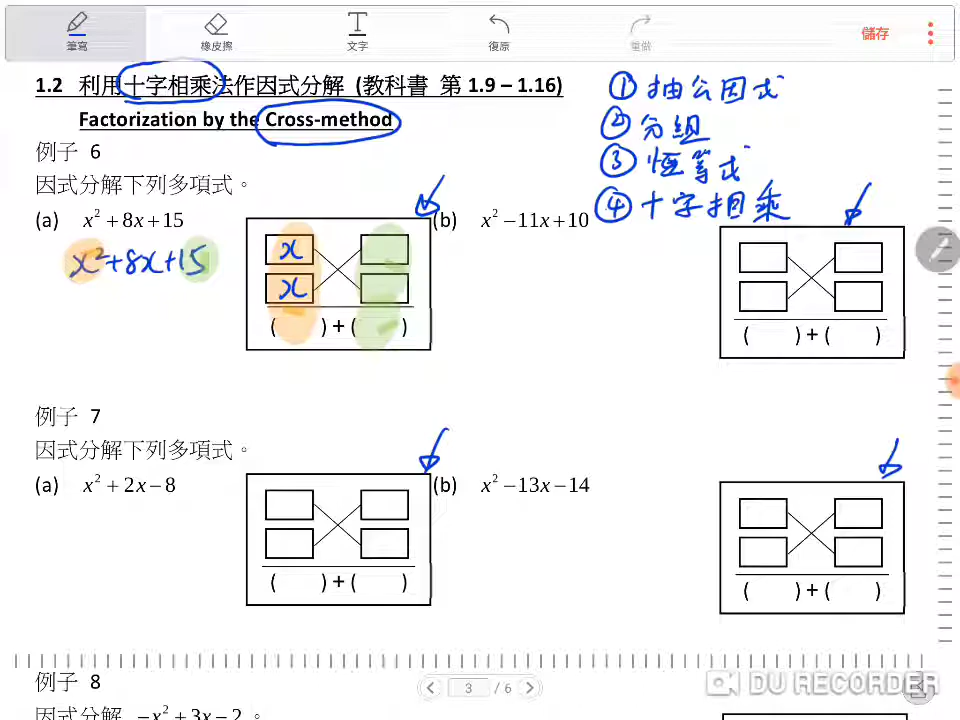 筆寫 橡皮擦 文字 復原 重做 儲存
1.2 利用十字相乘法作因式分解 (教科書 第 1.9 – 1.16)
Factorization by the Cross-method
① 抽公因式
② 分組
③ 恆等式
④ 十字相乘
例子 6
因式分解下列多項式。
(a) x² + 8x + 15
(b) x² − 11x + 10
x² + 8x + 15
x
x
( ) + ( )
( ) + ( )
例子 7
因式分解下列多項式。
(a) x² + 2x − 8
(b) x² − 13x − 14
( ) + ( )
( ) + ( )
例子 8
因式分解 −x² + 3x − 2 。
3 / 6
DU RECORDER